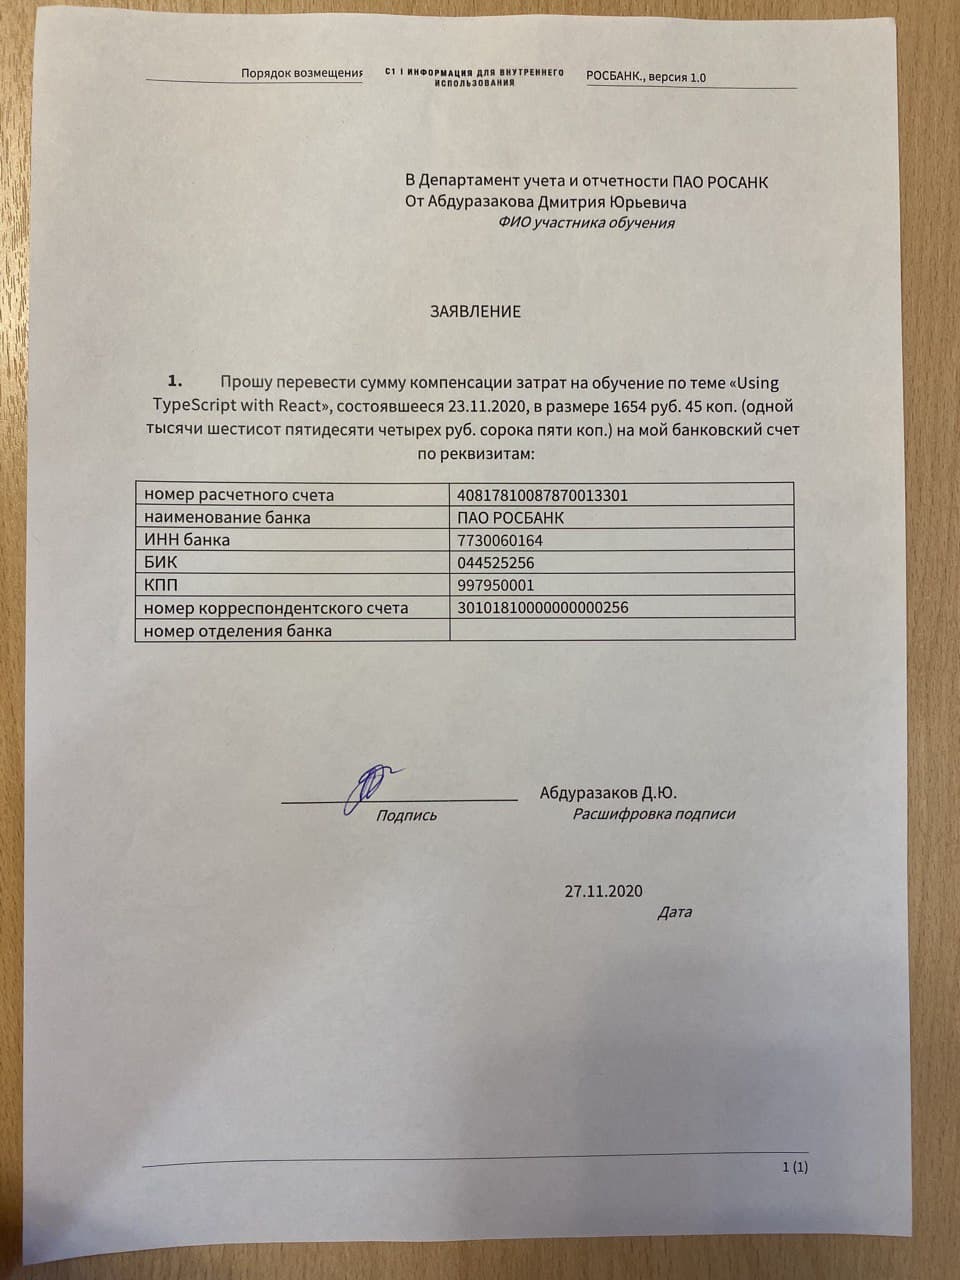 Порядок возмещения
С1 | ИНФОРМАЦИЯ ДЛЯ ВНУТРЕННЕГО
ИСПОЛЬЗОВАНИЯ
РОСБАНК., версия 1.0
В Департамент учета и отчетности ПАО РОСАНК
От Абдуразакова Дмитрия Юрьевича
ФИО участника обучения
ЗАЯВЛЕНИЕ
1. Прошу перевести сумму компенсации затрат на обучение по теме «Using
TypeScript with React», состоявшееся 23.11.2020, в размере 1654 руб. 45 коп. (одной
тысячи шестисот пятидесяти четырех руб. сорока пяти коп.) на мой банковский счет
по реквизитам:
номер расчетного счета 40817810087870013301
наименование банка ПАО РОСБАНК
ИНН банка 7730060164
БИК 044525256
КПП 997950001
номер корреспондентского счета 30101810000000000256
номер отделения банка
Абдуразаков Д.Ю.
Подпись Расшифровка подписи
27.11.2020
Дата
1 (1)